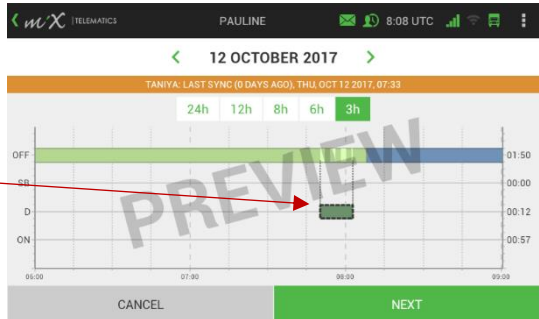 mix TELEMATICS PAULINE 8:08 UTC
12 OCTOBER 2017
TANIYA: LAST SYNC (0 DAYS AGO), THU, OCT 12 2017, 07:33
24h 12h 8h 6h 3h
PREVIEW
OFF 01:50
SB 00:00
D 00:12
ON 00:57
06:00 07:00 08:00 09:00
CANCEL NEXT